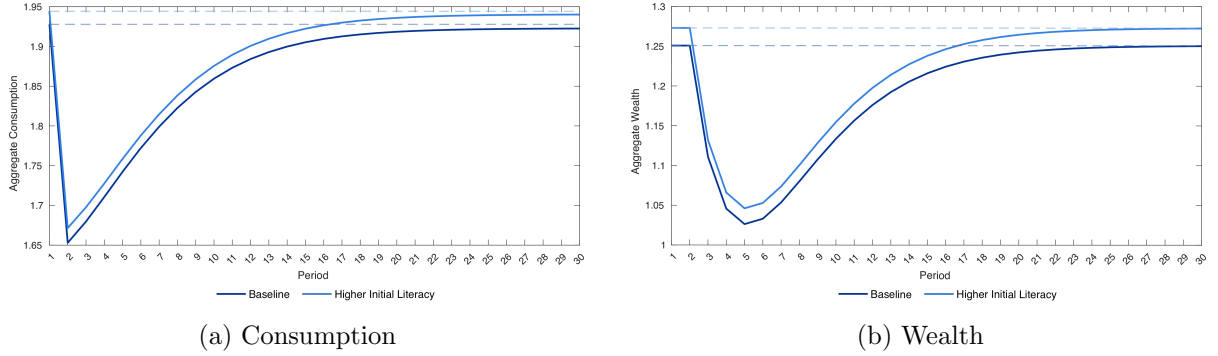 1.95
1.9
1.85
1.8
1.75
1.7
1.65
Aggregate Consumption
1 2 3 4 5 6 7 8 9 10 11 12 13 14 15 16 17 18 19 20 21 22 23 24 25 26 27 28 29 30
Period
Baseline Higher Initial Literacy
(a) Consumption
1.3
1.25
1.2
1.15
1.1
1.05
1
Aggregate Wealth
1 2 3 4 5 6 7 8 9 10 11 12 13 14 15 16 17 18 19 20 21 22 23 24 25 26 27 28 29 30
Period
Baseline Higher Initial Literacy
(b) Wealth